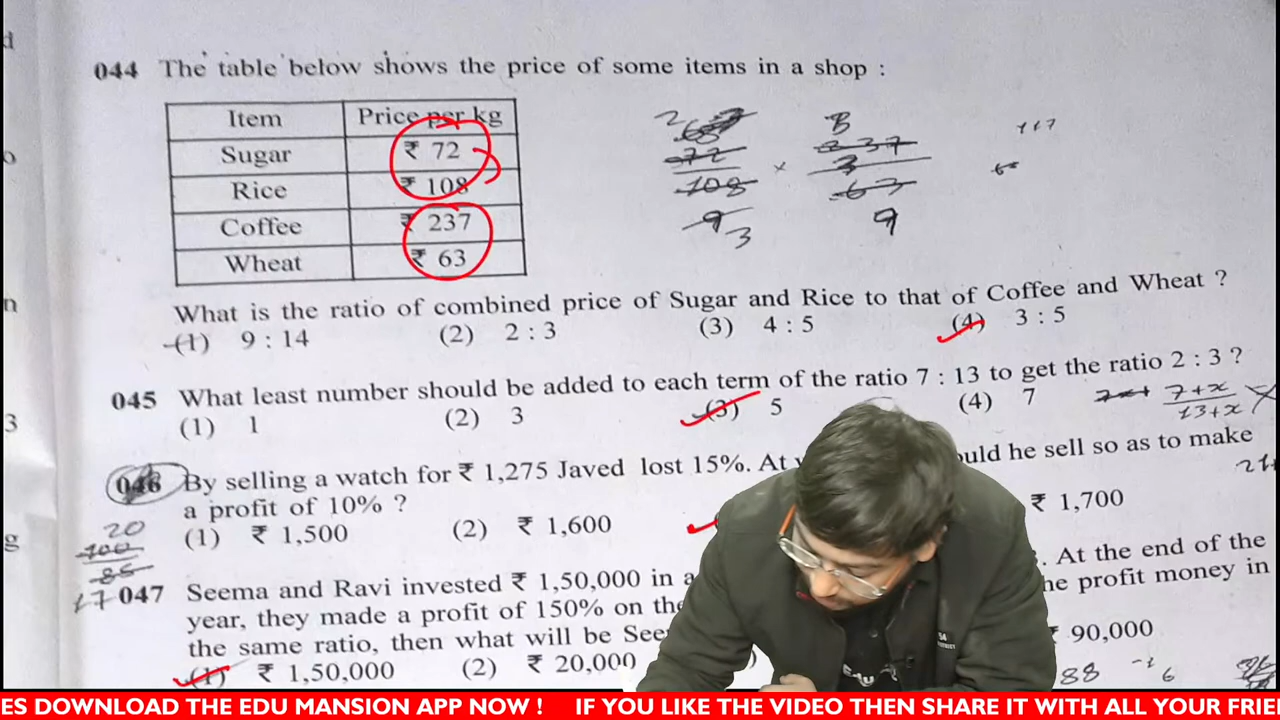 044 The table below shows the price of some items in a shop :
Item Price per kg
Sugar ₹ 72
Rice ₹ 108
Coffee ₹ 237
Wheat ₹ 63
What is the ratio of combined price of Sugar and Rice to that of Coffee and Wheat ?
(1) 9 : 14 (2) 2 : 3 (3) 4 : 5 (4) 3 : 5
045 What least number should be added to each term of the ratio 7 : 13 to get the ratio 2 : 3 ?
(1) 1 (2) 3 (3) 5 (4) 7
7+x
13+x
046 By selling a watch for ₹ 1,275 Javed lost 15%. At ould he sell so as to make
a profit of 10% ?
(1) ₹ 1,500 (2) ₹ 1,600 ₹ 1,700
20
100
85
17
047 Seema and Ravi invested ₹ 1,50,000 in a . At the end of the
year, they made a profit of 150% on the he profit money in
the same ratio, then what will be See
(1) ₹ 1,50,000 (2) ₹ 20,000 ₹ 90,000
88
6
ES DOWNLOAD THE EDU MANSION APP NOW ! IF YOU LIKE THE VIDEO THEN SHARE IT WITH ALL YOUR FRIE